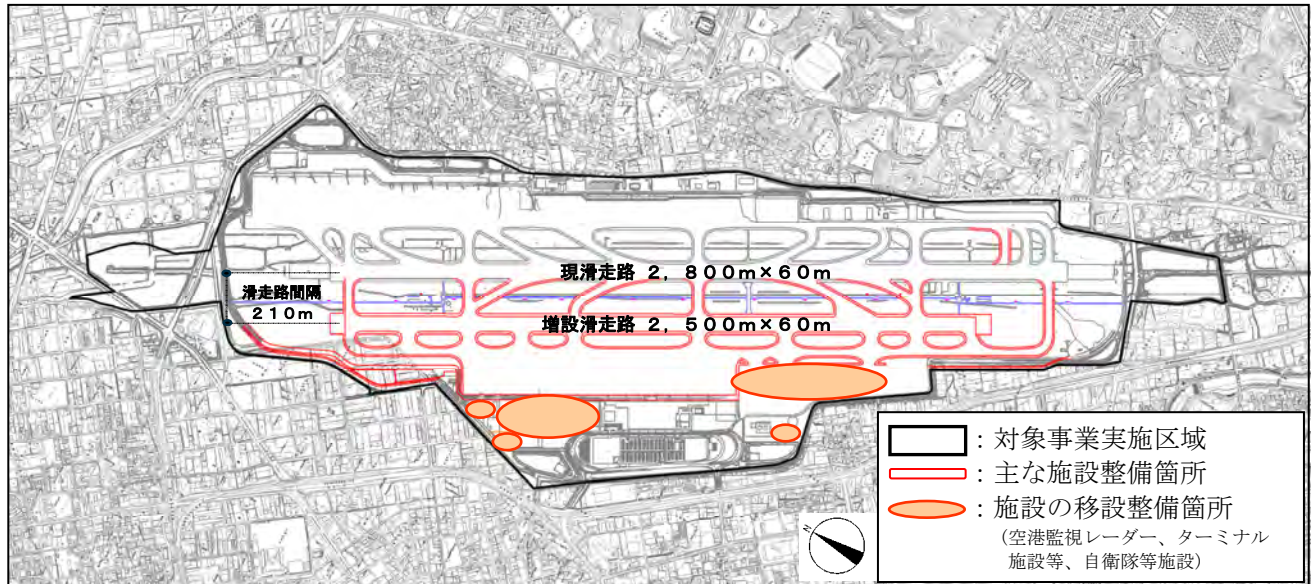 現滑走路 2,800m×60m
滑走路間隔
210m
増設滑走路 2,500m×60m
:対象事業実施区域
:主な施設整備箇所
:施設の移設整備箇所
(空港監視レーダー、ターミナル
施設等、自衛隊等施設)
N